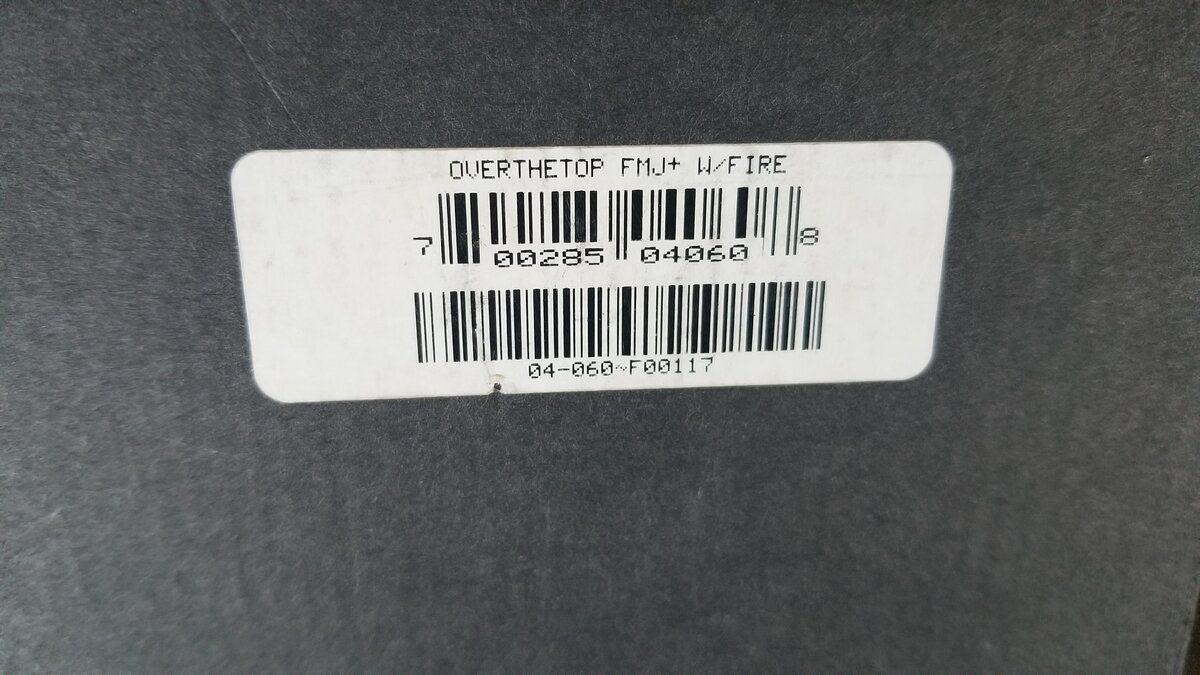 OVERTHETOP FMJ+ W/FIRE
7 00285 04060 8
04-060~F00117